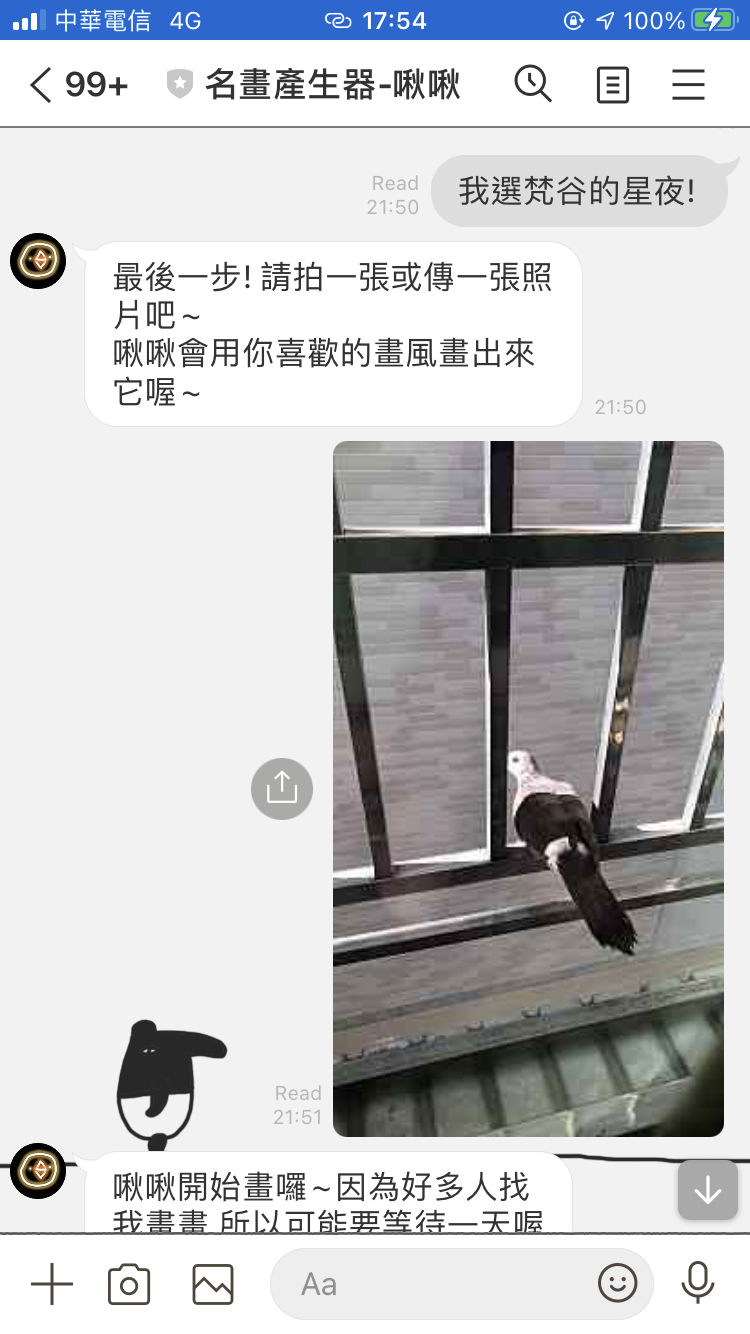 中華電信 4G 17:54 100%
99+ 名畫產生器-啾啾
我選梵谷的星夜!
Read
21:50
最後一步! 請拍一張或傳一張照
片吧~
啾啾會用你喜歡的畫風畫出來
它喔~
21:50
Read
21:51
啾啾開始畫囉~因為好多人找
我畫畫 所以可能要等待一天喔
Aa